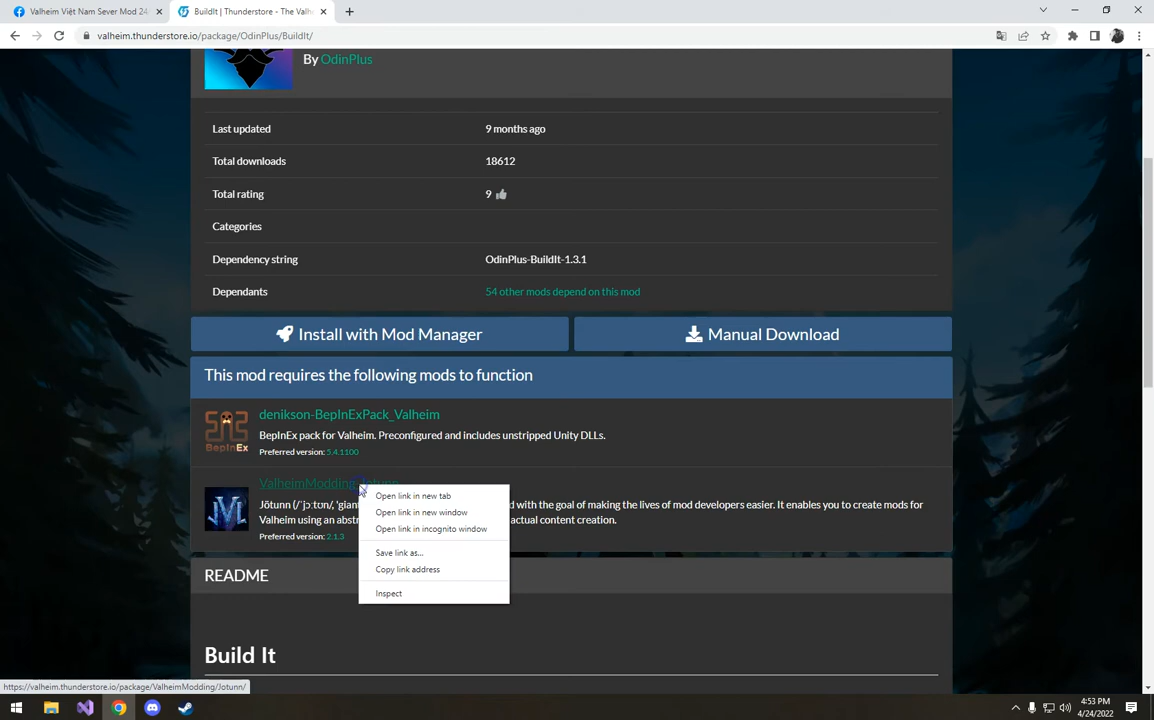 Valheim Việt Nam Sever Mod 24
BuildIt | Thunderstore - The Valh
valheim.thunderstore.io/package/OdinPlus/BuildIt/
By OdinPlus
Last updated 9 months ago
Total downloads 18612
Total rating 9
Categories
Dependency string OdinPlus-BuildIt-1.3.1
Dependants 54 other mods depend on this mod
Install with Mod Manager Manual Download
This mod requires the following mods to function
denikson-BepInExPack_Valheim
BepInEx pack for Valheim. Preconfigured and includes unstripped Unity DLLs.
Preferred version: 5.4.1100
BEPINEX
ValheimModding-Jotunn
Open link in new tab
Jötunn (/ˈjɔːtʊn/, 'giant d with the goal of making the lives of mod developers easier. It enables you to create mods for
Open link in new window
Valheim using an abstr actual content creation.
Open link in incognito window
Preferred version: 2.1.3
Save link as...
Copy link address
Inspect
README
Build It
https://valheim.thunderstore.io/package/ValheimModding/Jotunn/
4:53 PM
4/24/2022